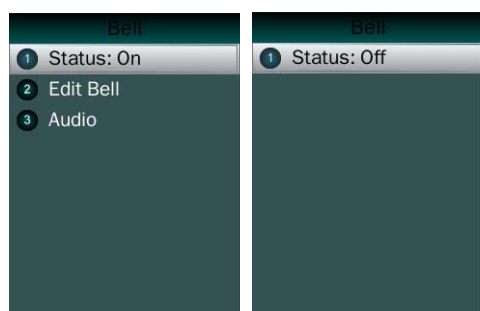 Bell
1 Status: On
2 Edit Bell
3 Audio
Bell
1 Status: Off